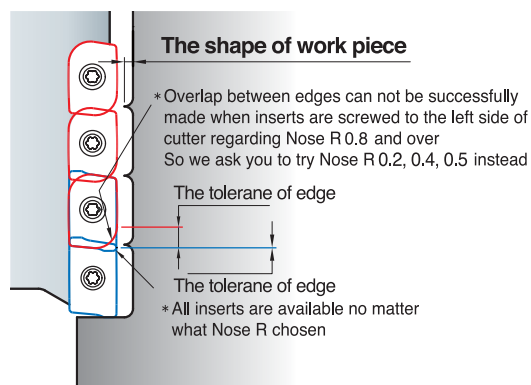 The shape of work piece
* Overlap between edges can not be successfully
made when inserts are screwed to the left side of
cutter regarding Nose R 0.8 and over
So we ask you to try Nose R 0.2, 0.4, 0.5 instead
The tolerane of edge
The tolerane of edge
* All inserts are available no matter
what Nose R chosen